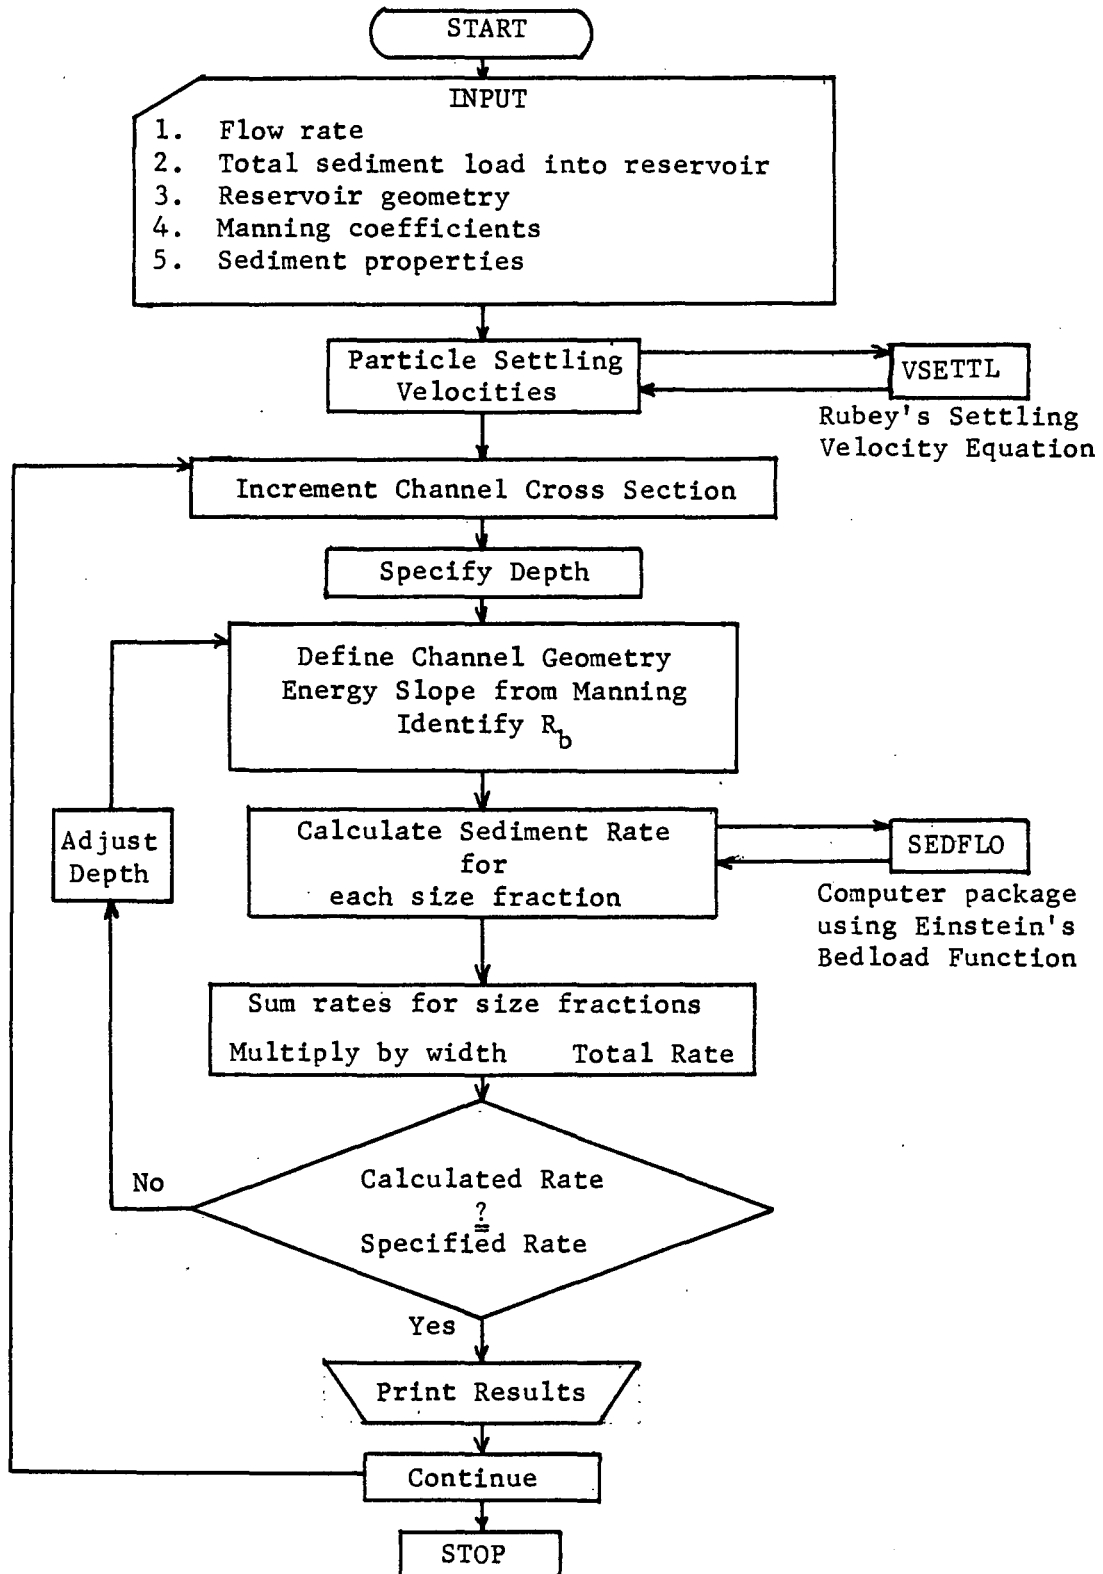 START
INPUT
1. Flow rate
2. Total sediment load into reservoir
3. Reservoir geometry
4. Manning coefficients
5. Sediment properties
Particle Settling
Velocities
VSETTL
Rubey's Settling
Velocity Equation
Increment Channel Cross Section
Specify Depth
Define Channel Geometry
Energy Slope from Manning
Identify R_b
Adjust
Depth
Calculate Sediment Rate
for
each size fraction
SEDFLO
Computer package
using Einstein's
Bedload Function
Sum rates for size fractions
Multiply by width Total Rate
No
Calculated Rate
?
=
Specified Rate
Yes
Print Results
Continue
STOP